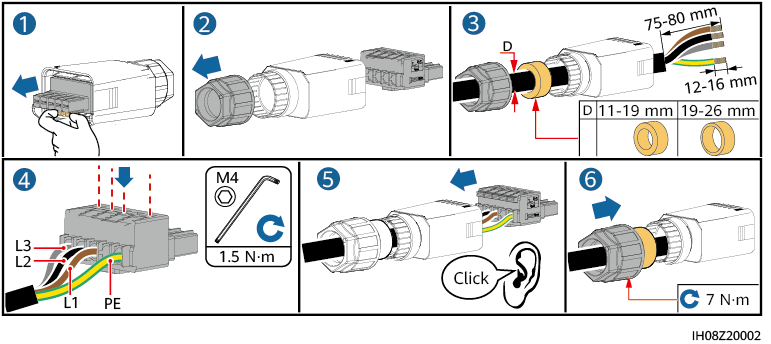 1
2
3
75-80 mm
D
12-16 mm
D 11-19 mm 19-26 mm
4
M4
1.5 N·m
L3
L2
L1
PE
5
Click
6
7 N·m
IH08Z20002